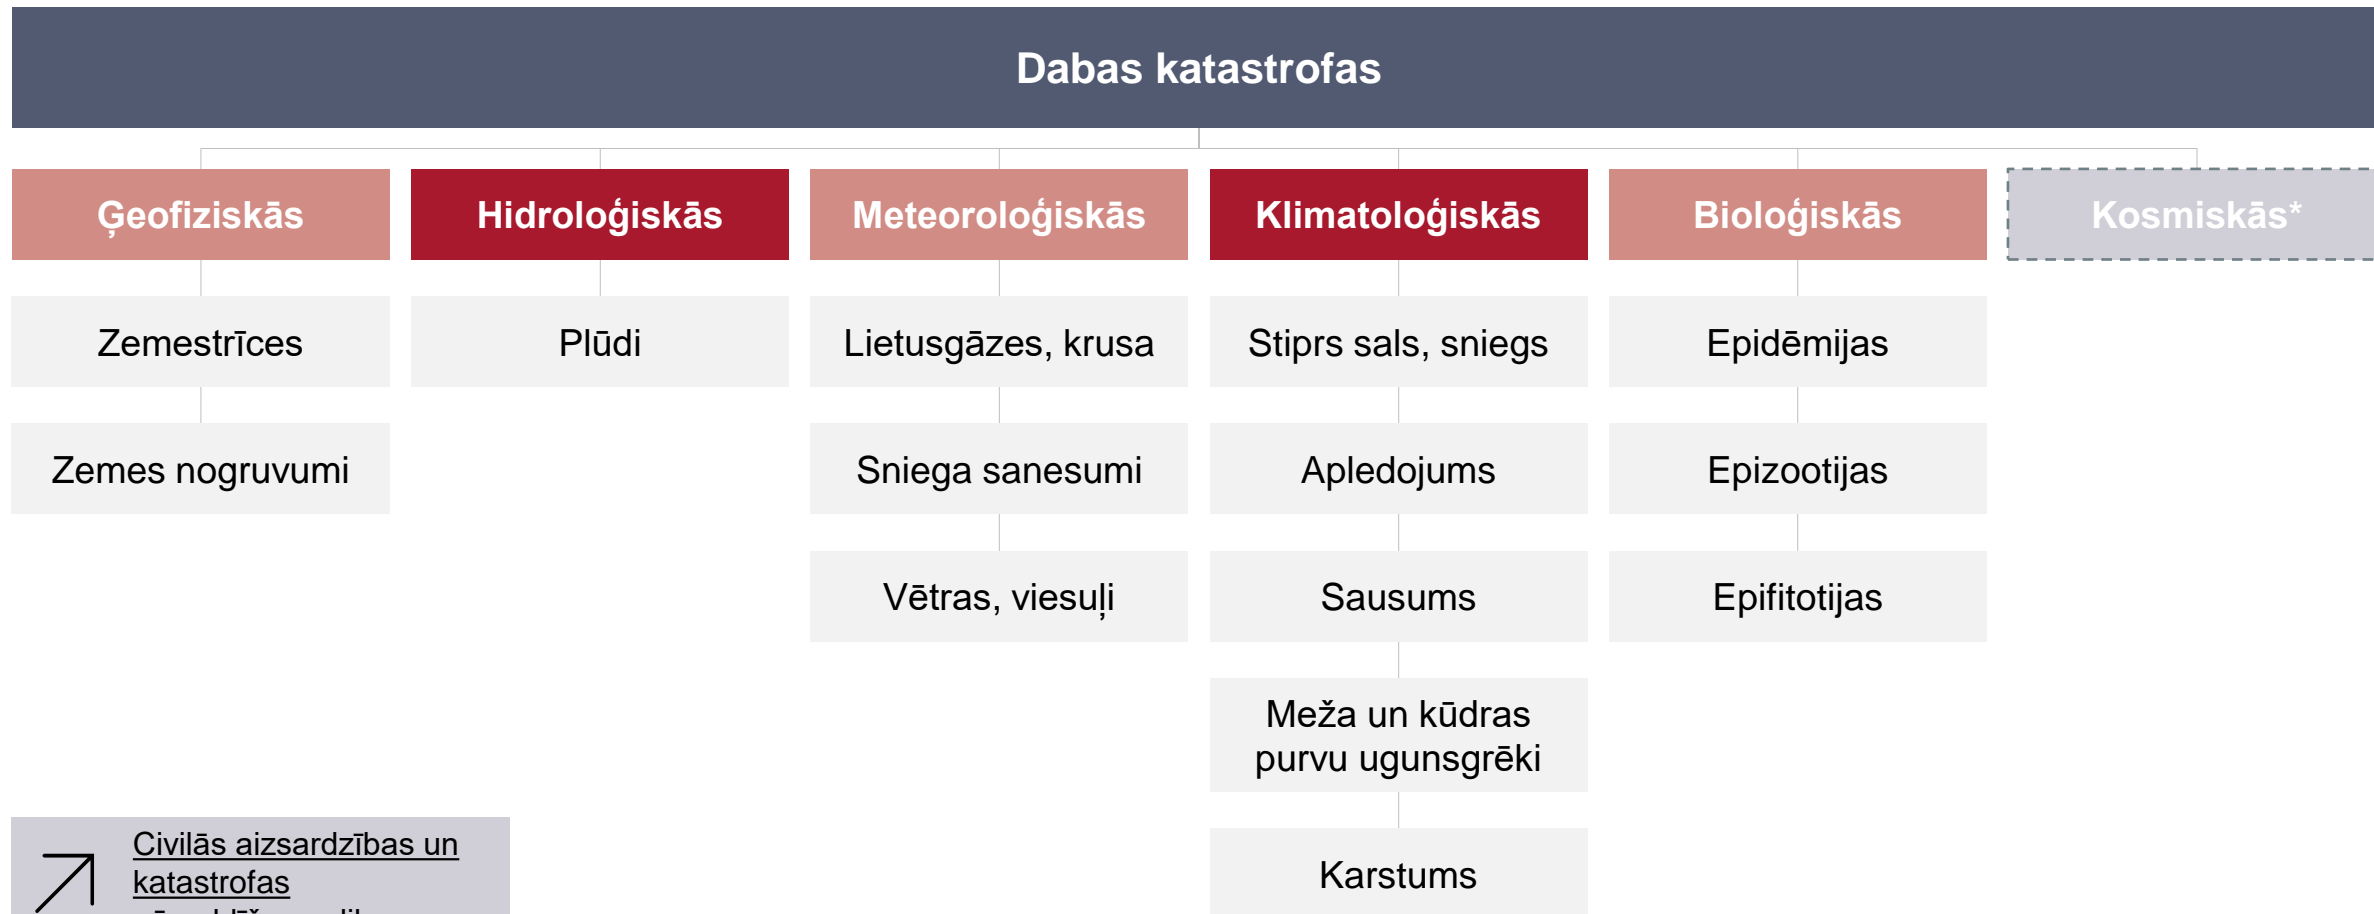 Dabas katastrofas
Ģeofiziskās
Hidroloģiskās
Meteoroloģiskās
Klimatoloģiskās
Bioloģiskās
Kosmiskās*
Zemestrīces
Plūdi
Lietusgāzes, krusa
Stiprs sals, sniegs
Epidēmijas
Zemes nogruvumi
Sniega sanesumi
Apledojums
Epizootijas
Vētras, viesuļi
Sausums
Epifitotijas
Meža un kūdras
purvu ugunsgrēki
Karstums
Civilās aizsardzības un
katastrofas